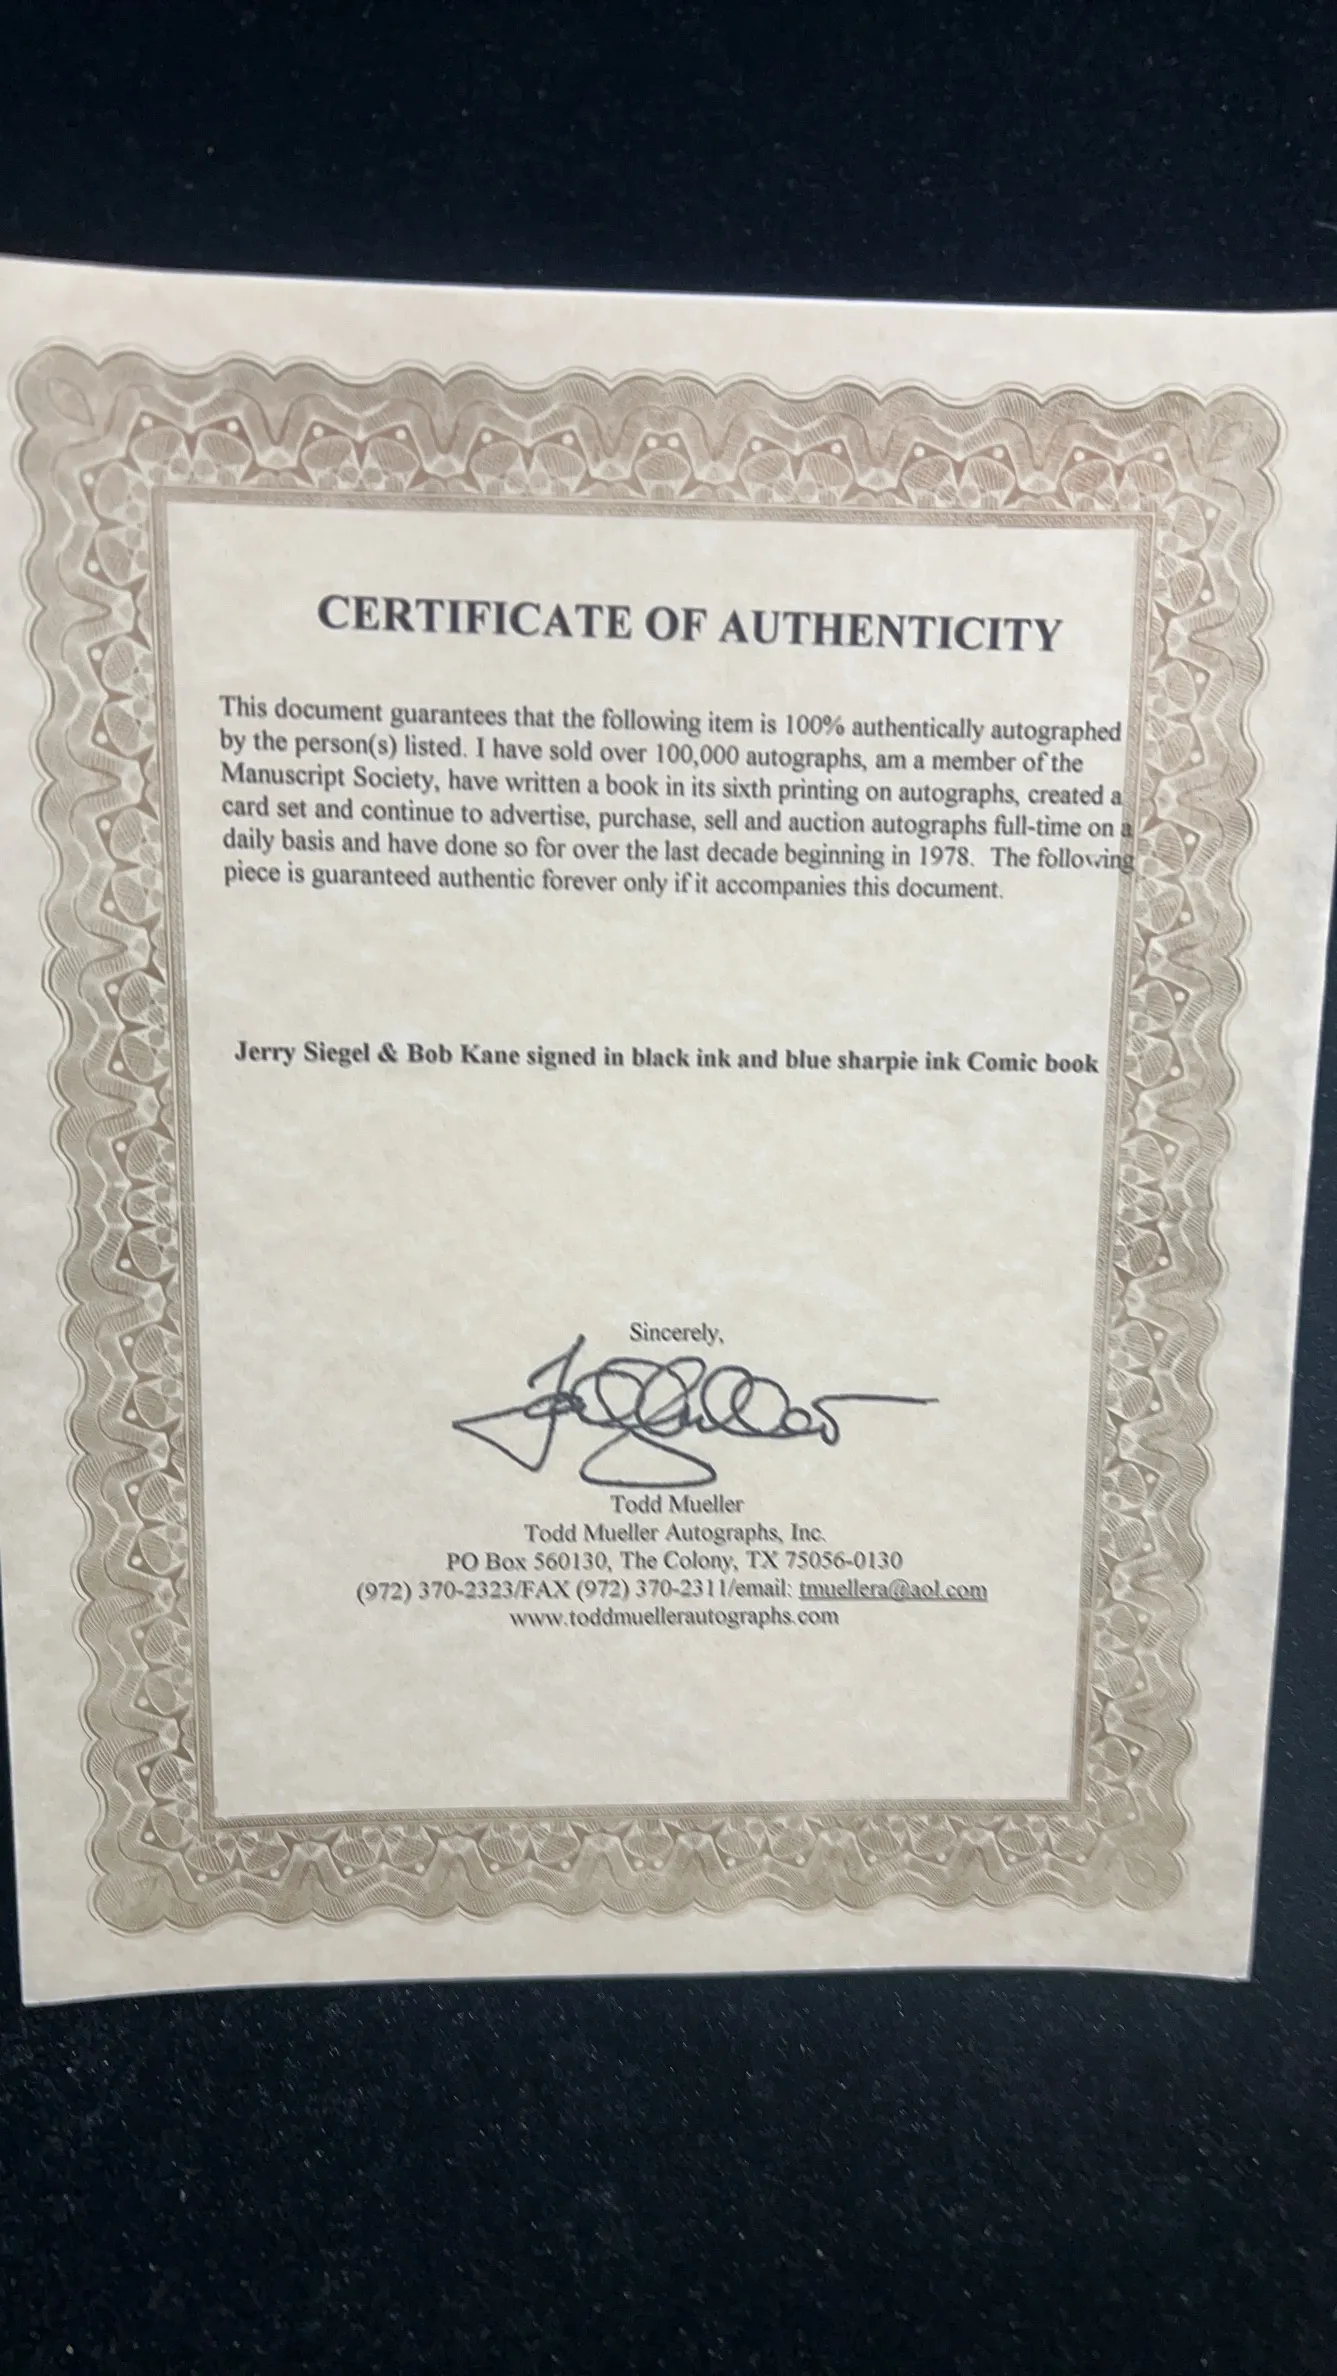 CERTIFICATE OF AUTHENTICITY
This document guarantees that the following item is 100% authentically autographed
by the person(s) listed. I have sold over 100,000 autographs, am a member of the
Manuscript Society, have written a book in its sixth printing on autographs, created a
card set and continue to advertise, purchase, sell and auction autographs full-time on a
daily basis and have done so for over the last decade beginning in 1978. The following
piece is guaranteed authentic forever only if it accompanies this document.
Jerry Siegel & Bob Kane signed in black ink and blue sharpie ink Comic book
Sincerely,
Todd Mueller
Todd Mueller
Todd Mueller Autographs, Inc.
PO Box 560130, The Colony, TX 75056-0130
(972) 370-2323/FAX (972) 370-2311/email: tmuellera@aol.com
www.toddmuellerautographs.com